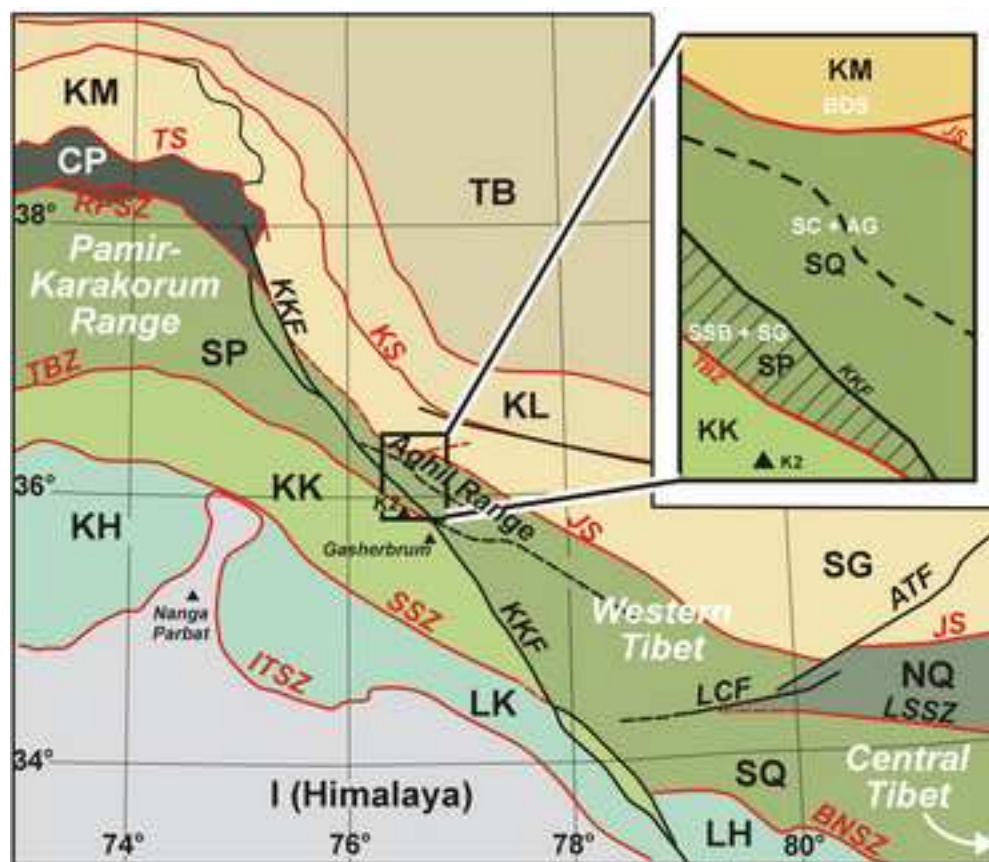 KM
TS
CP
RPSZ
38°
Pamir-
Karakorum
Range
KKF
SP
TBZ
KS
TB
KL
KM
BDS
JS
SC + AG
SQ
SSB + SG
SP
KKF
TBZ
KK
K2
Aghil Range
K2
36°
KK
KH
Gasherbrum
JS
Nanga
Parbat
SSZ
KKF
Western
Tibet
SG
ATF
JS
ITSZ
LK
LCF
NQ
LSSZ
34°
SQ
Central
Tibet
I (Himalaya)
BNSZ
LH
74°
76°
78°
80°